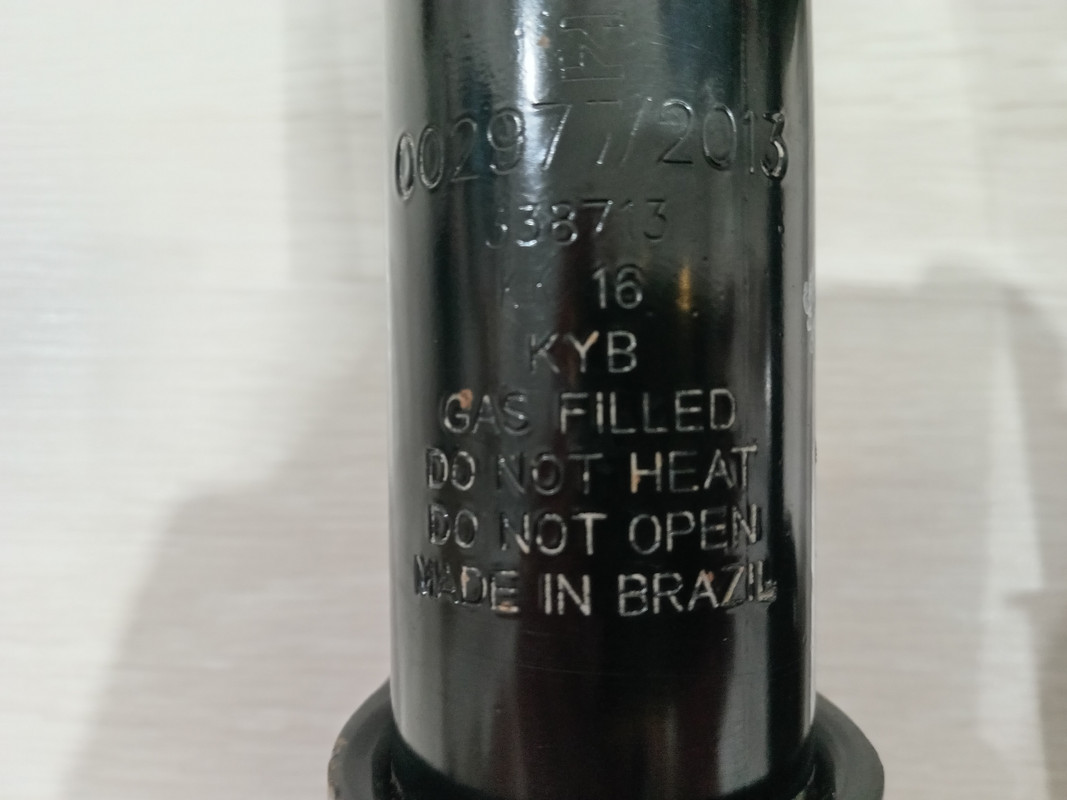 002977/2013
338713
16
KYB
GAS FILLED
DO NOT HEAT
DO NOT OPEN
MADE IN BRAZIL